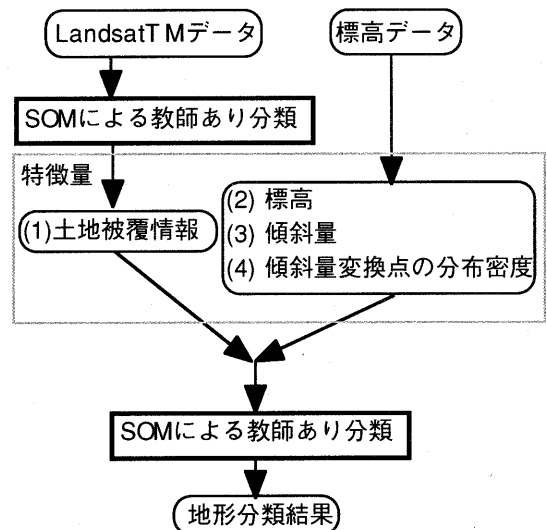 LandsatTMデータ
標高データ
SOMによる教師あり分類
特徴量
(1)土地被覆情報
(2) 標高
(3) 傾斜量
(4) 傾斜量変換点の分布密度
SOMによる教師あり分類
地形分類結果